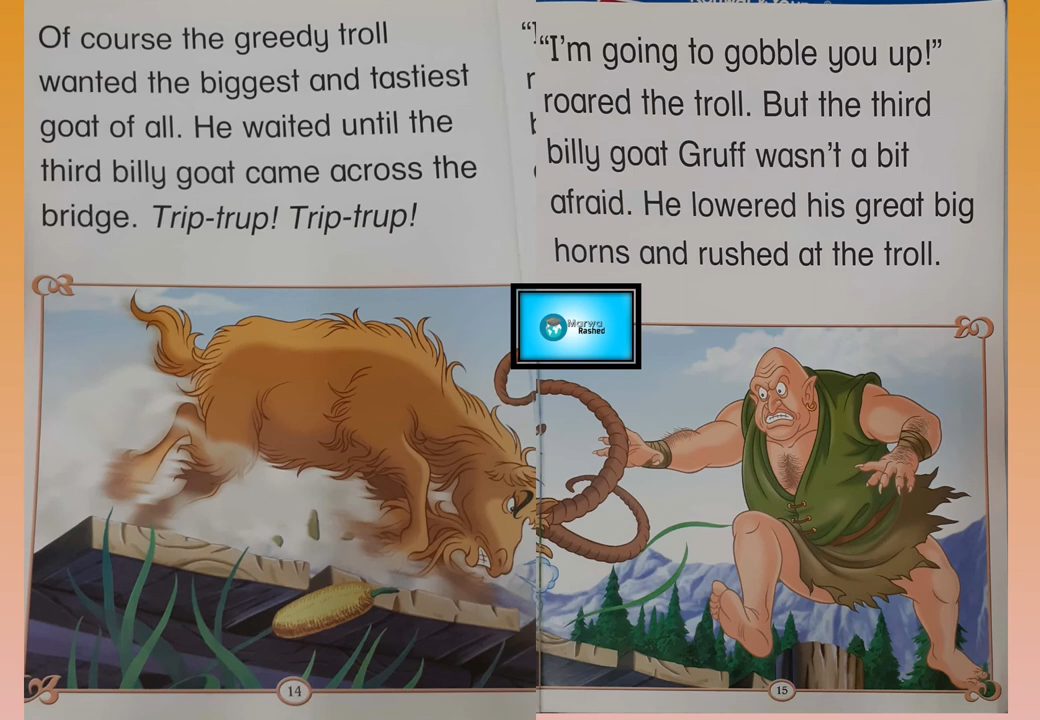 Of course the greedy troll
wanted the biggest and tastiest
goat of all. He waited until the
third billy goat came across the
bridge. Trip-trup! Trip-trup!
14
“I’m going to gobble you up!”
roared the troll. But the third
billy goat Gruff wasn’t a bit
afraid. He lowered his great big
horns and rushed at the troll.
15
Marwa
Rashed